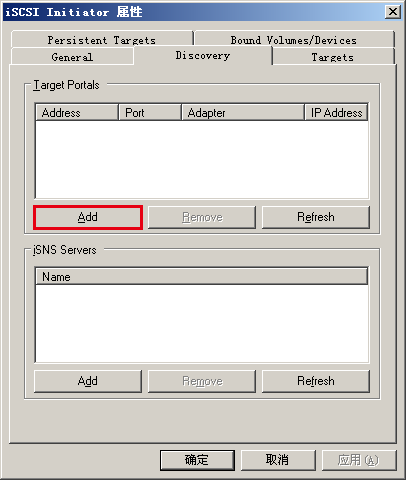 iSCSI Initiator 属性
Persistent Targets Bound Volumes/Devices
General Discovery Targets
Target Portals
Address Port Adapter IP Address
Add Remove Refresh
iSNS Servers
Name
Add Remove Refresh
确定 取消 应用(A)